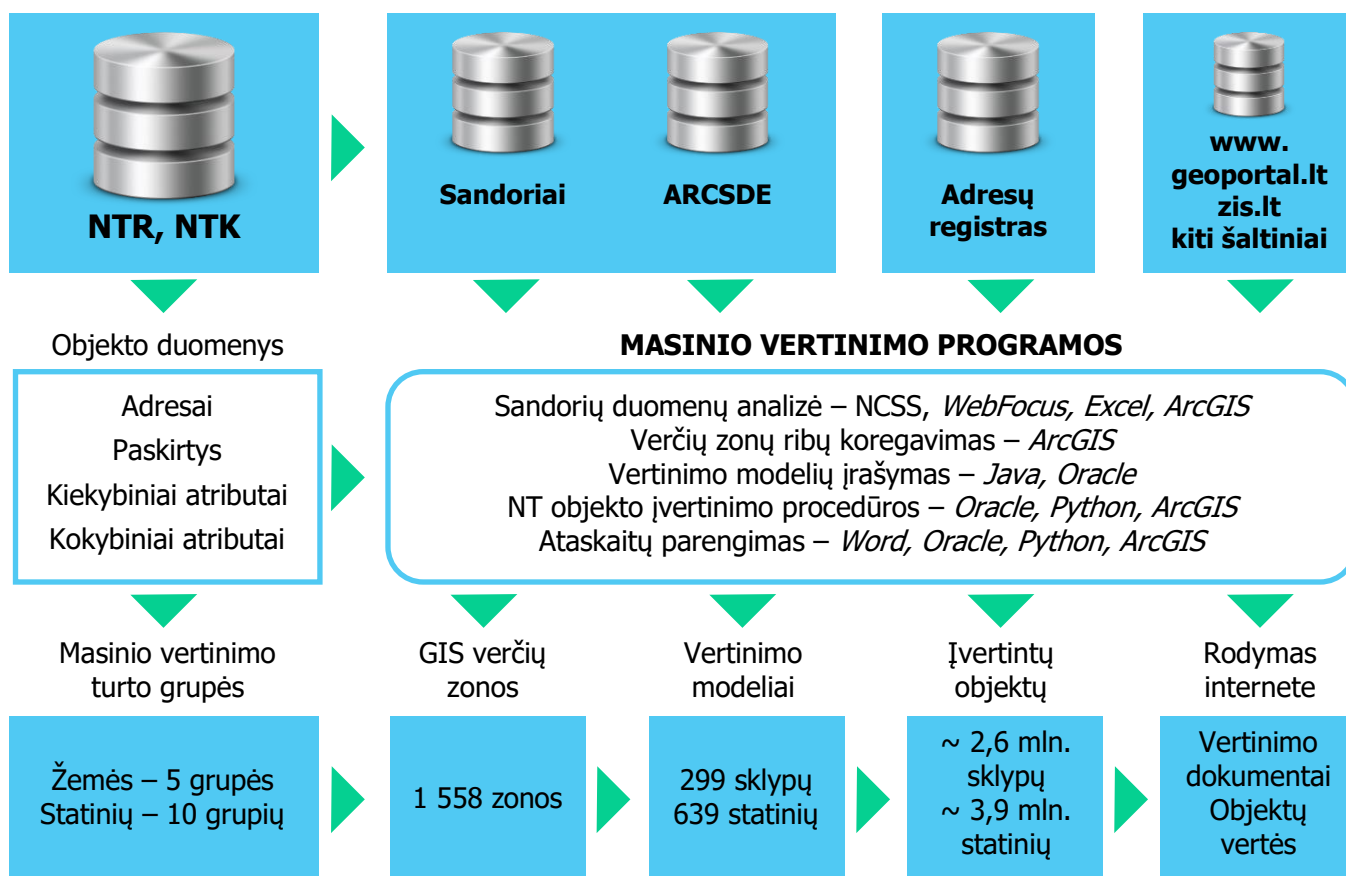 NTR, NTK
Sandoriai
ARCSDE
Adresų
registras
www.
geoportal.lt
zis.lt
kiti šaltiniai
Objekto duomenys
Adresai
Paskirtys
Kiekybiniai atributai
Kokybiniai atributai
MASINIO VERTINIMO PROGRAMOS
Sandorių duomenų analizė – NCSS, WebFocus, Excel, ArcGIS
Verčių zonų ribų koregavimas – ArcGIS
Vertinimo modelių įrašymas – Java, Oracle
NT objekto įvertinimo procedūros – Oracle, Python, ArcGIS
Ataskaitų parengimas – Word, Oracle, Python, ArcGIS
Masinio vertinimo
turto grupės
Žemės – 5 grupės
Statinių – 10 grupių
GIS verčių
zonos
1 558 zonos
Vertinimo
modeliai
299 sklypų
639 statinių
Įvertintų
objektų
~ 2,6 mln.
sklypų
~ 3,9 mln.
statinių
Rodymas
internete
Vertinimo
dokumentai
Objektų
vertės